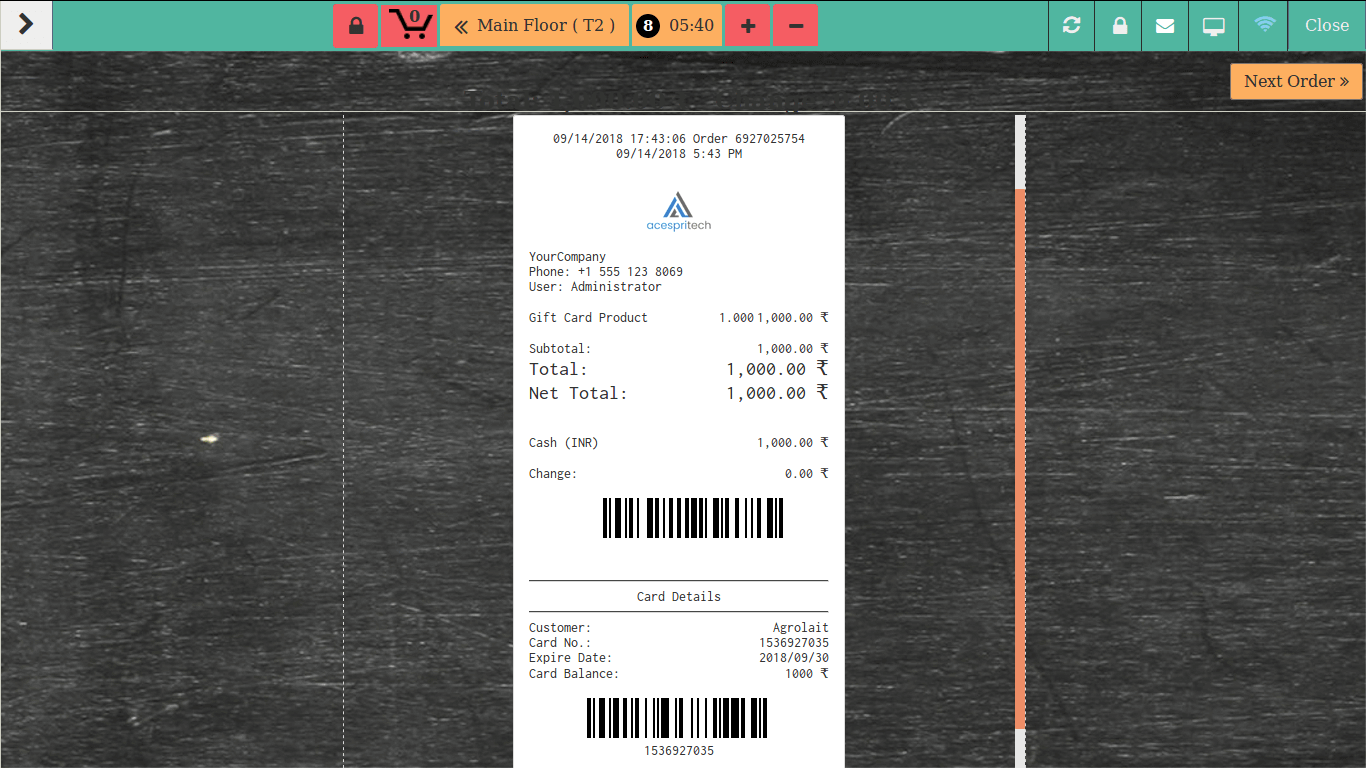 0
Main Floor ( T2 )
8 05:40
Close
Next Order
09/14/2018 17:43:06 Order 6927025754
09/14/2018 5:43 PM
acespritech
YourCompany
Phone: +1 555 123 8069
User: Administrator
Gift Card Product 1.000 1,000.00 ₹
Subtotal: 1,000.00 ₹
Total: 1,000.00 ₹
Net Total: 1,000.00 ₹
Cash (INR) 1,000.00 ₹
Change: 0.00 ₹
Card Details
Customer: Agrolait
Card No.: 1536927035
Expire Date: 2018/09/30
Card Balance: 1000 ₹
1536927035